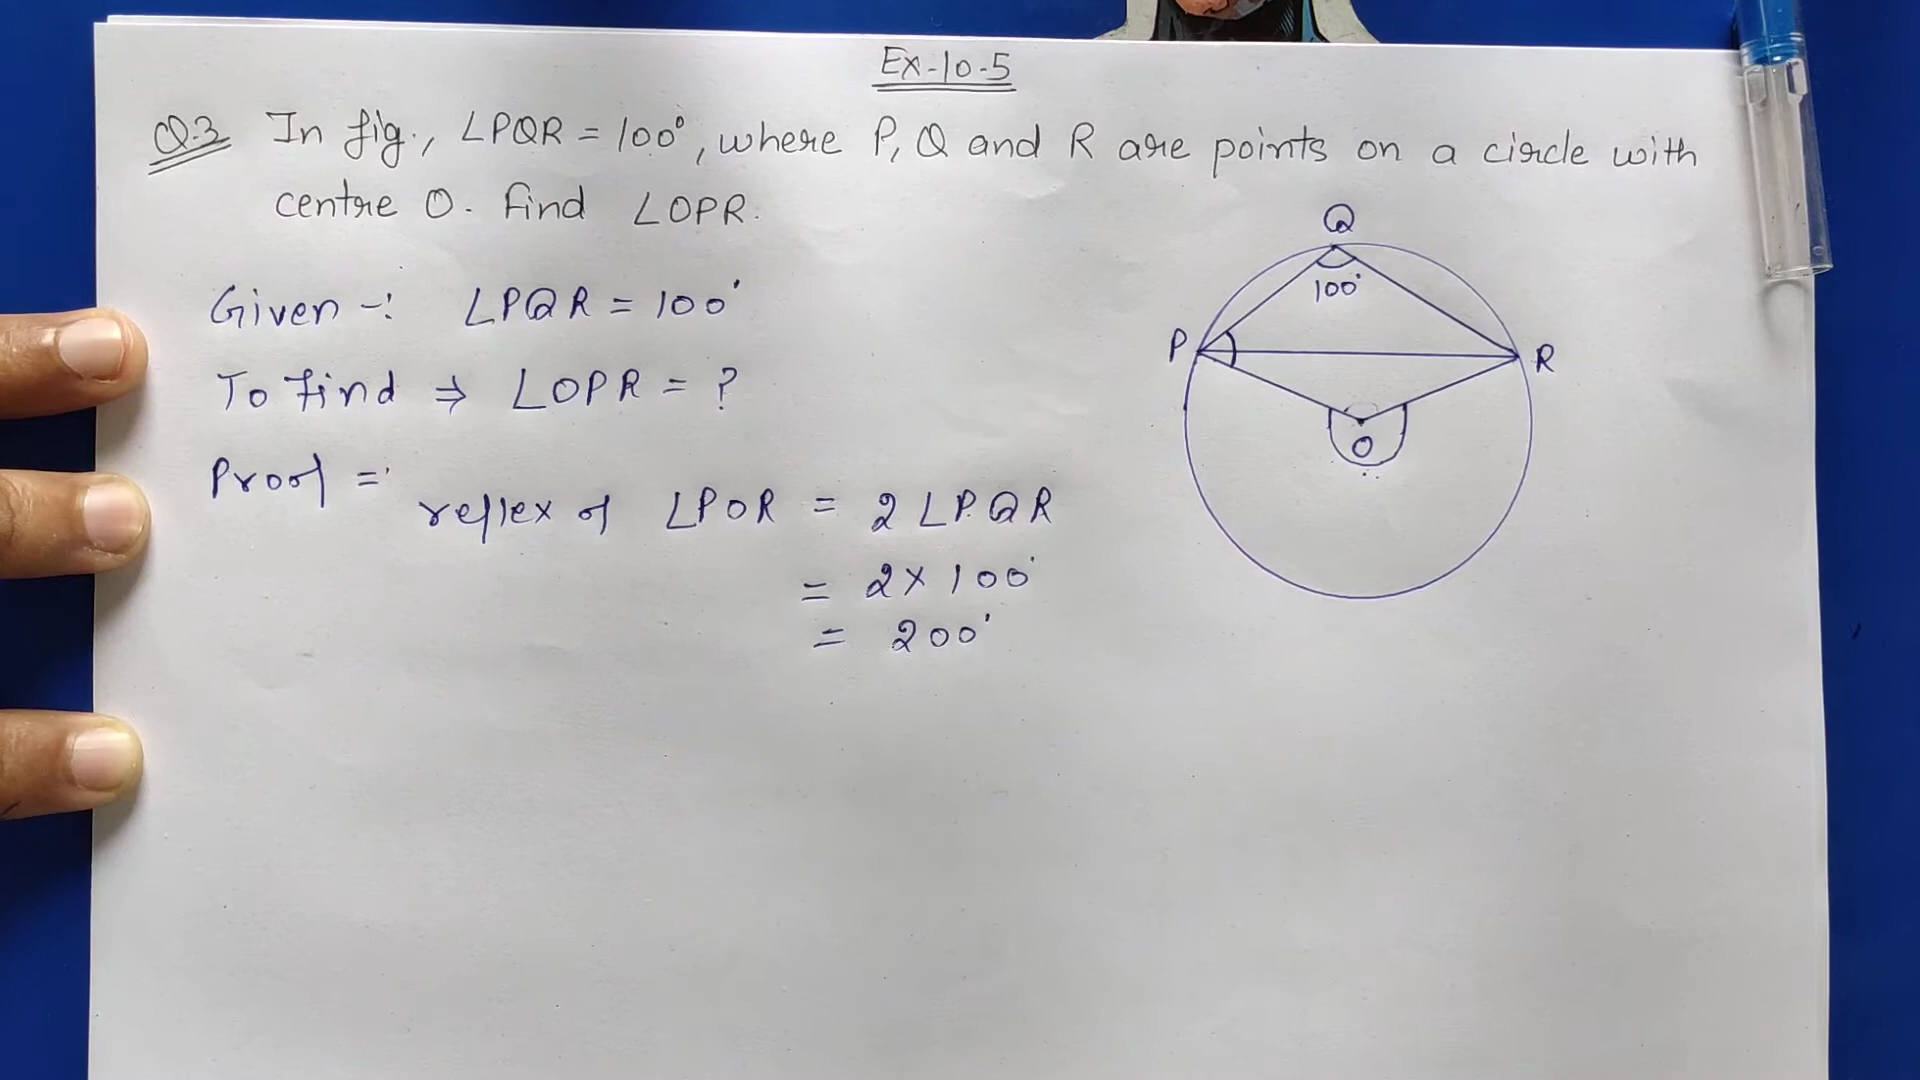 Ex-10.5
Q.3 In fig., ∠PQR = 100°, where P, Q and R are points on a circle with
centre O. Find ∠OPR.
Given -: ∠PQR = 100°
To find ⇒ ∠OPR = ?
Proof =
reflex of ∠POR = 2 ∠PQR
= 2 × 100°
= 200°
Q
100°
P
R
O